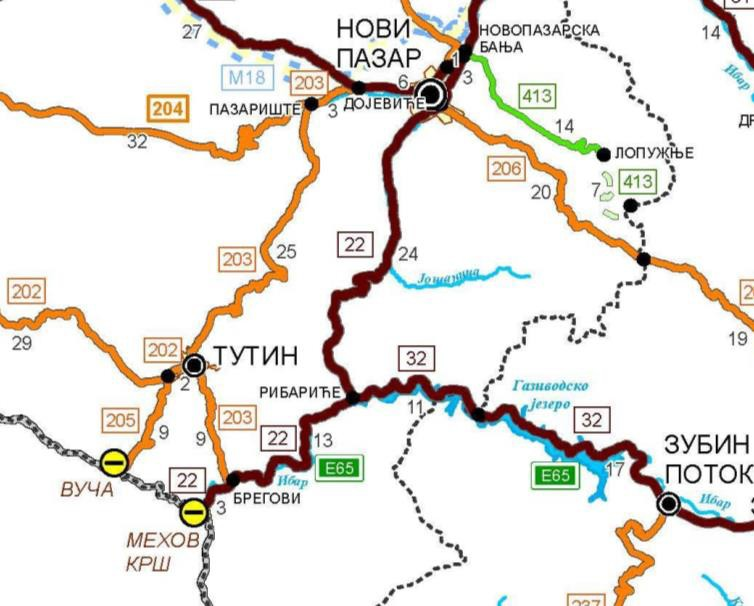 27
НОВИ
ПАЗАР
НОВОПАЗАРСКА
БАЊА
14
Ибар
M18
203
6
1
3
413
ПАЗАРИШТЕ
3
ДОЈЕВИЋЕ
204
32
14
ЛОПУЖЊЕ
206
20
7
413
22
24
25
203
Јошаница
202
29
202
ТУТИН
2
19
32
РИБАРИЋЕ
11
Газиводско
језеро
32
205
203
9
9
22
13
E65
Ибар
E65
17
ЗУБИН
ПОТОК
Ибар
ВУЧА
22
3
БРЕГОВИ
МЕХОВ
КРШ
237